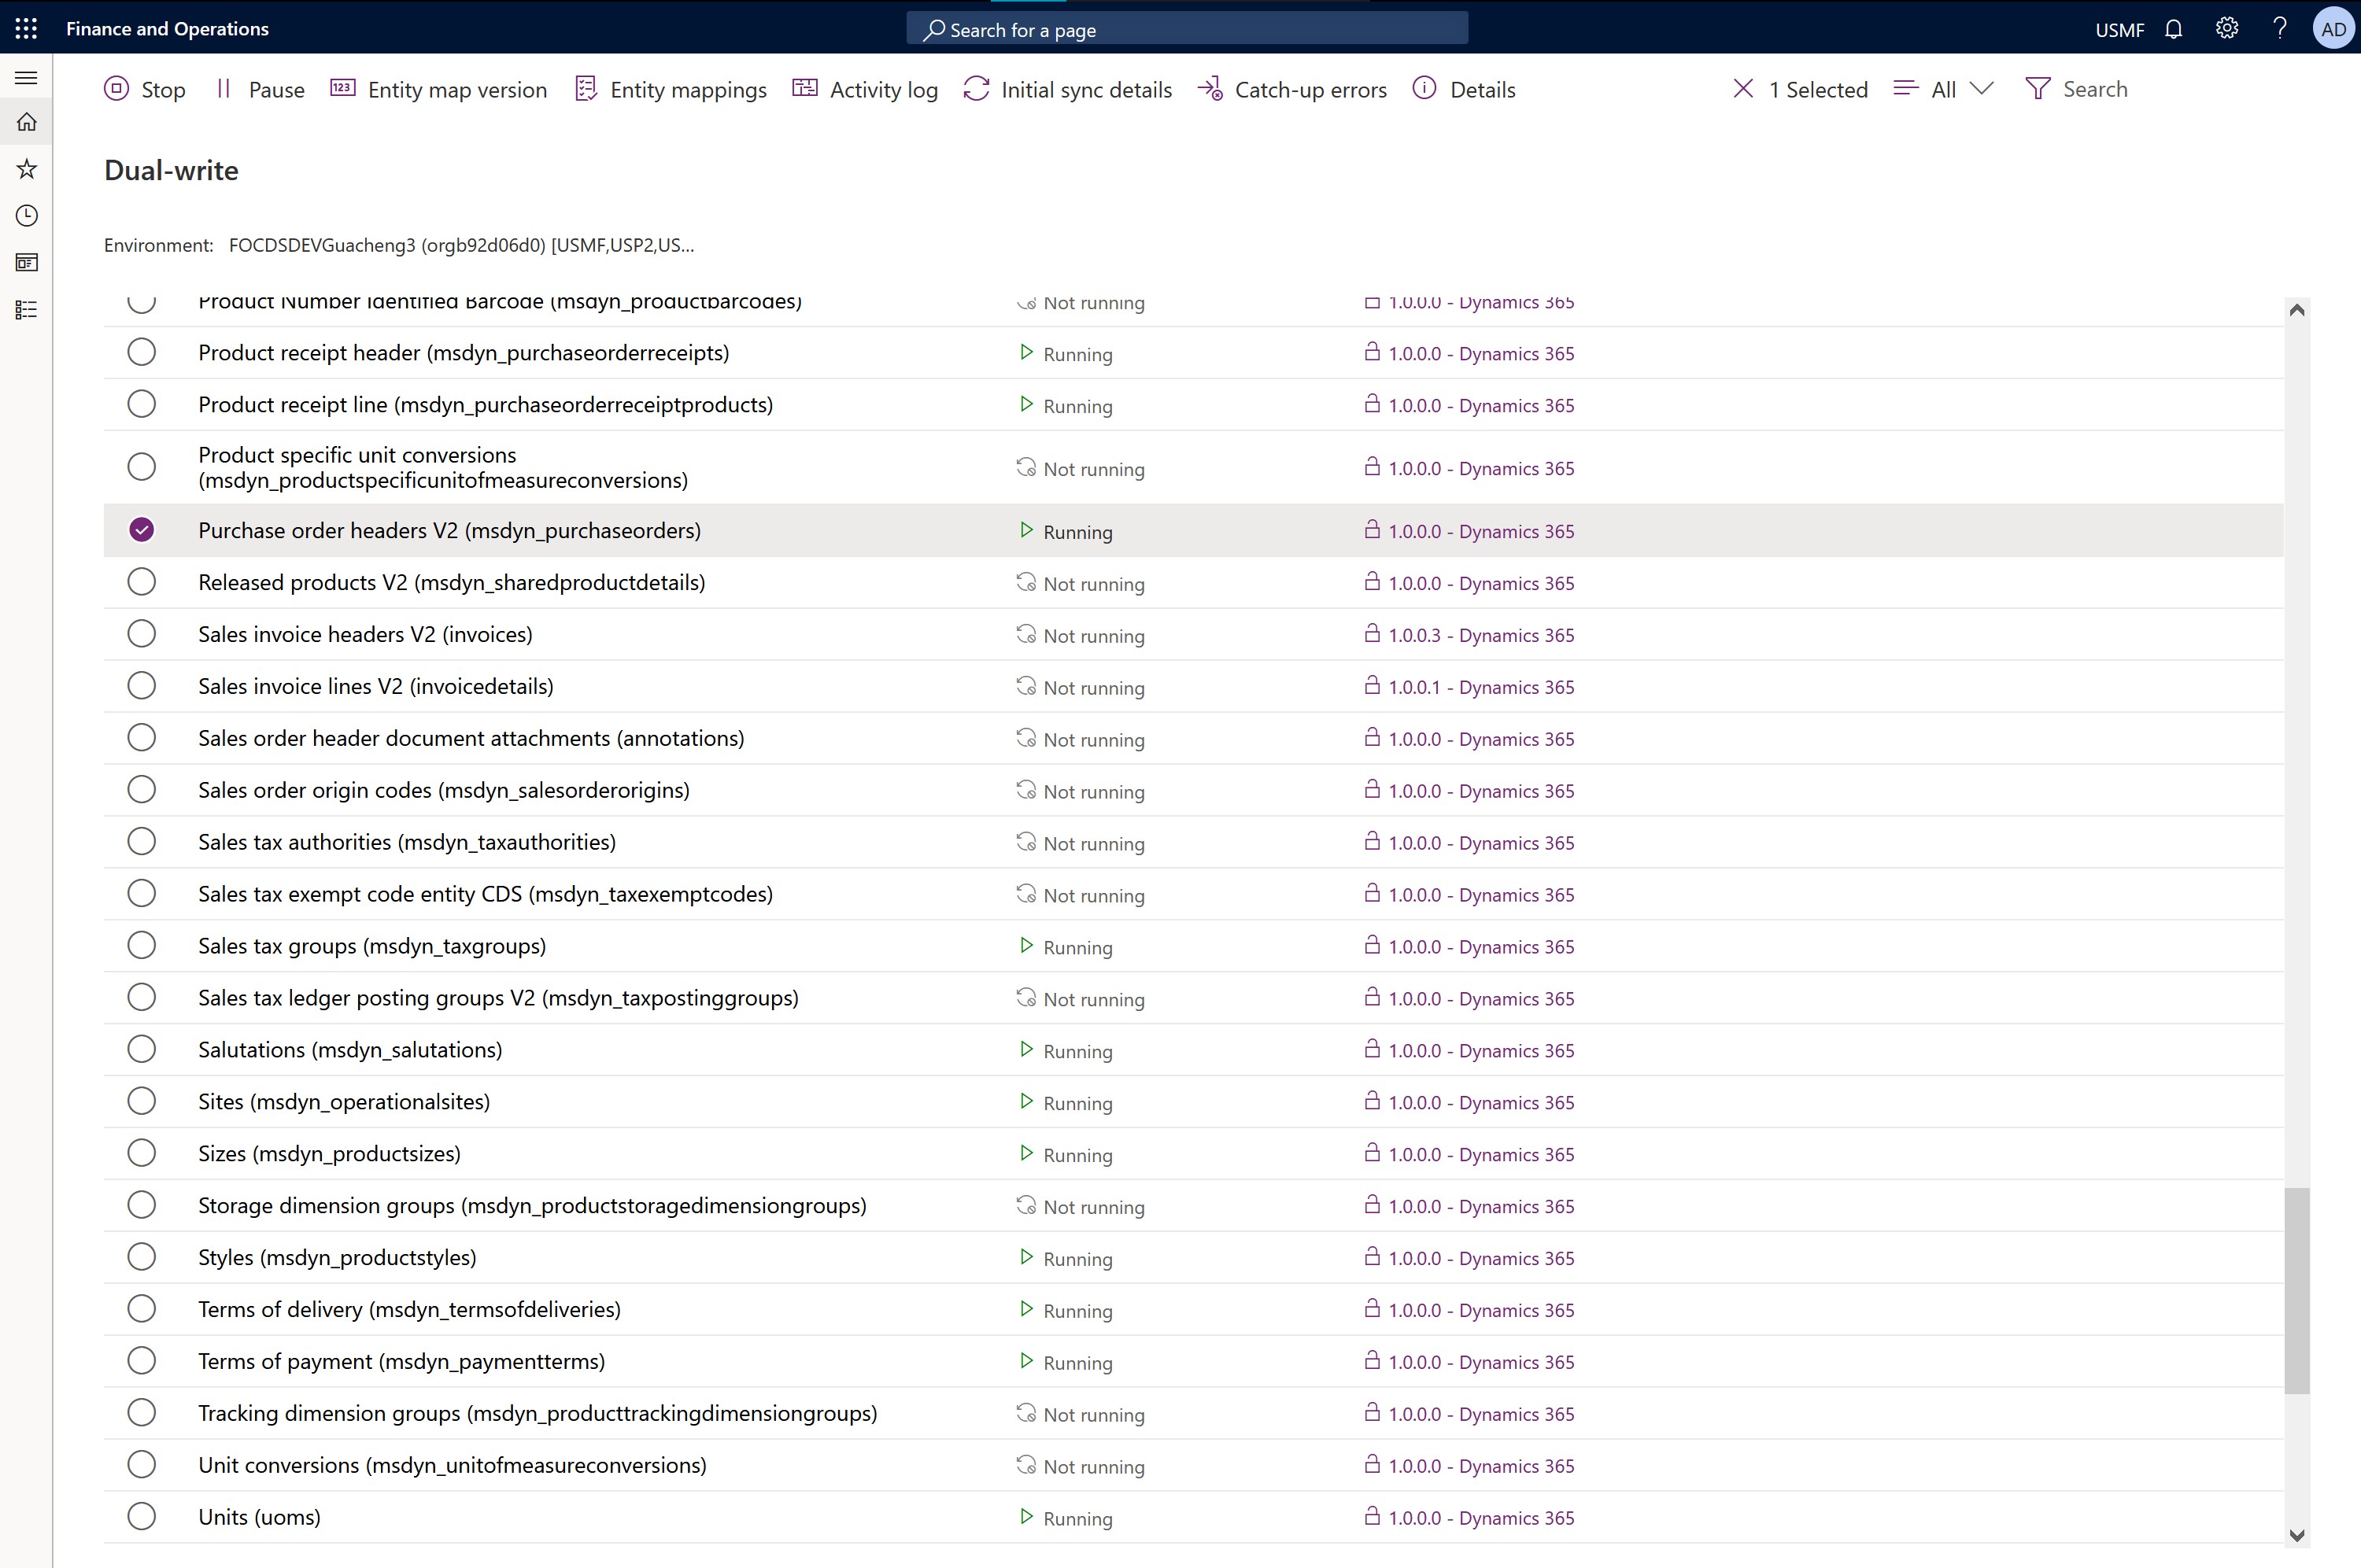 Finance and Operations
Search for a page
USMF
AD
Stop
Pause
123
Entity map version
Entity mappings
Activity log
Initial sync details
Catch-up errors
Details
1 Selected
All
Search
Dual-write
Environment: FOCDSDEVGuacheng3 (orgb92d06d0) [USMF,USP2,US...
Product Number Identified Barcode (msdyn_productbarcodes) Not running 1.0.0.0 - Dynamics 365
Product receipt header (msdyn_purchaseorderreceipts) Running 1.0.0.0 - Dynamics 365
Product receipt line (msdyn_purchaseorderreceiptproducts) Running 1.0.0.0 - Dynamics 365
Product specific unit conversions
(msdyn_productspecificunitofmeasureconversions) Not running 1.0.0.0 - Dynamics 365
Purchase order headers V2 (msdyn_purchaseorders) Running 1.0.0.0 - Dynamics 365
Released products V2 (msdyn_sharedproductdetails) Not running 1.0.0.0 - Dynamics 365
Sales invoice headers V2 (invoices) Not running 1.0.0.3 - Dynamics 365
Sales invoice lines V2 (invoicedetails) Not running 1.0.0.1 - Dynamics 365
Sales order header document attachments (annotations) Not running 1.0.0.0 - Dynamics 365
Sales order origin codes (msdyn_salesorderorigins) Not running 1.0.0.0 - Dynamics 365
Sales tax authorities (msdyn_taxauthorities) Not running 1.0.0.0 - Dynamics 365
Sales tax exempt code entity CDS (msdyn_taxexemptcodes) Not running 1.0.0.0 - Dynamics 365
Sales tax groups (msdyn_taxgroups) Running 1.0.0.0 - Dynamics 365
Sales tax ledger posting groups V2 (msdyn_taxpostinggroups) Not running 1.0.0.0 - Dynamics 365
Salutations (msdyn_salutations) Running 1.0.0.0 - Dynamics 365
Sites (msdyn_operationalsites) Running 1.0.0.0 - Dynamics 365
Sizes (msdyn_productsizes) Running 1.0.0.0 - Dynamics 365
Storage dimension groups (msdyn_productstoragedimensiongroups) Not running 1.0.0.0 - Dynamics 365
Styles (msdyn_productstyles) Running 1.0.0.0 - Dynamics 365
Terms of delivery (msdyn_termsofdeliveries) Running 1.0.0.0 - Dynamics 365
Terms of payment (msdyn_paymentterms) Running 1.0.0.0 - Dynamics 365
Tracking dimension groups (msdyn_producttrackingdimensiongroups) Not running 1.0.0.0 - Dynamics 365
Unit conversions (msdyn_unitofmeasureconversions) Not running 1.0.0.0 - Dynamics 365
Units (uoms) Running 1.0.0.0 - Dynamics 365